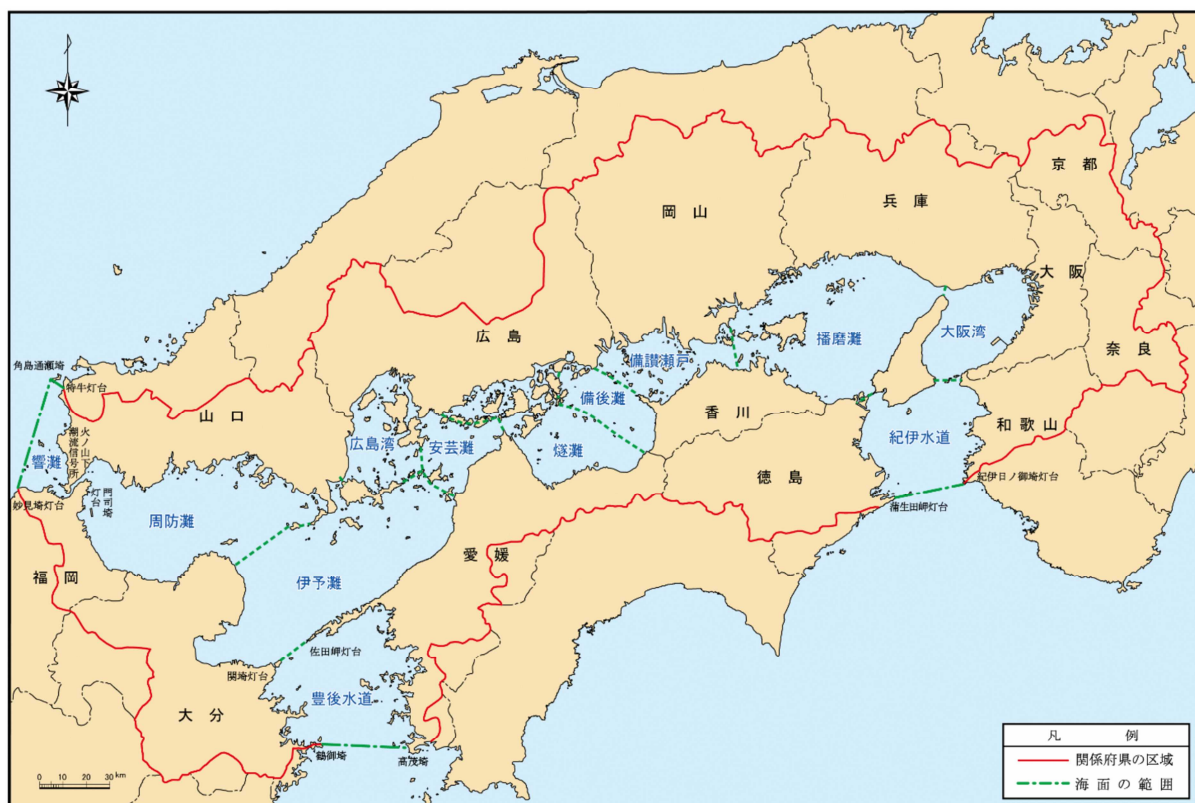 京都
兵庫
岡山
大阪
大阪湾
播磨灘
広島
奈良
備讃瀬戸
角島通瀬埼
特牛灯台
備後灘
香川
山口
和歌山
広島湾
安芸灘
燧灘
紀伊水道
火ノ山下
潮流信号所
響灘
徳島
紀伊日ノ御埼灯台
門司埼
灯台
妙見埼灯台
蒲生田岬灯台
周防灘
愛媛
福岡
伊予灘
佐田岬灯台
関埼灯台
豊後水道
大分
鶴御埼
高茂埼
凡例
関係府県の区域
海面の範囲
0 10 20 30 km